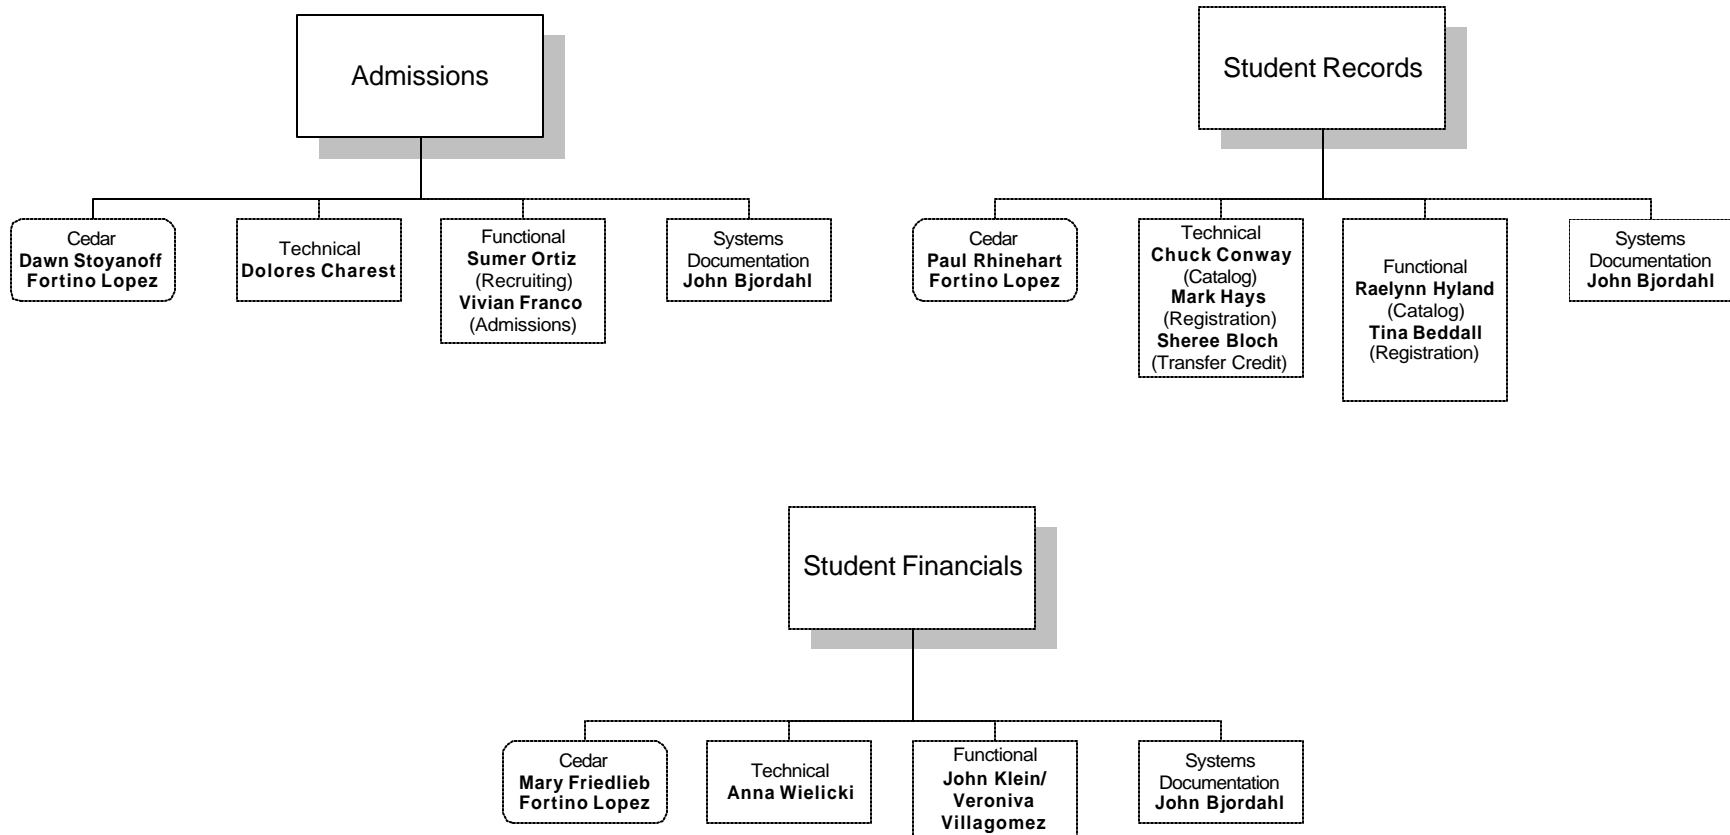 Admissions
Cedar
Dawn Stoyanoff
Fortino Lopez
Technical
Dolores Charest
Functional
Sumer Ortiz
(Recruiting)
Vivian Franco
(Admissions)
Systems
Documentation
John Bjordahl
Student Records
Cedar
Paul Rhinehart
Fortino Lopez
Technical
Chuck Conway
(Catalog)
Mark Hays
(Registration)
Sheree Bloch
(Transfer Credit)
Functional
Raelynn Hyland
(Catalog)
Tina Beddall
(Registration)
Systems
Documentation
John Bjordahl
Student Financials
Cedar
Mary Friedlieb
Fortino Lopez
Technical
Anna Wielicki
Functional
John Klein/
Veroniva
Villagomez
Systems
Documentation
John Bjordahl